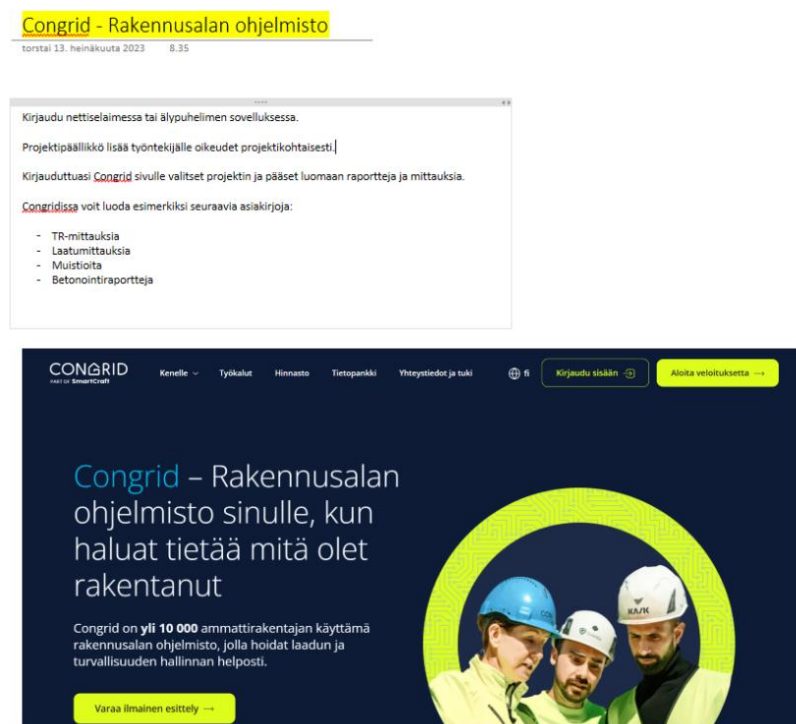 Congrid - Rakennusalan ohjelmisto
torstai 13. heinäkuuta 2023 8.35
Kirjaudu nettiselaimessa tai älypuhelimen sovelluksessa.
Projektipäällikkö lisää työntekijälle oikeudet projektikohtaisesti.
Kirjauduttuasi Congrid sivulle valitset projektin ja pääset luomaan raportteja ja mittauksia.
Congridissa voit luoda esimerkiksi seuraavia asiakirjoja:
- TR-mittauksia
- Laatumittauksia
- Muistioita
- Betonointiraportteja
CONGRID Kenelle Työkalut Hinnasto Tietopankki Yhteystiedot ja tuki fi Kirjaudu sisään Aloita veloituksetta →
PART OF SmartCraft
Congrid – Rakennusalan
ohjelmisto sinulle, kun
haluat tietää mitä olet
rakentanut
Congrid on yli 10 000 ammattirakentajan käyttämä
rakennusalan ohjelmisto, jolla hoidat laadun ja
turvallisuuden hallinnan helposti.
Varaa ilmainen esittely →
KASK